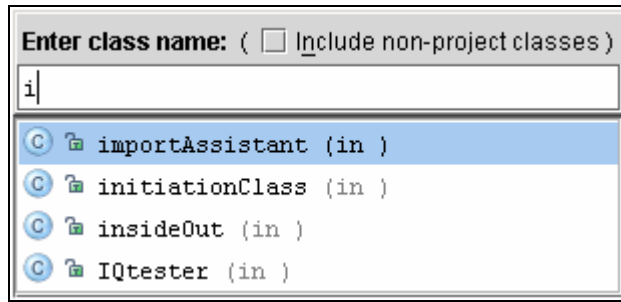 Enter class name: ( Include non-project classes )
i
C importAssistant (in )
C initiationClass (in )
C insideOut (in )
C IQtester (in )